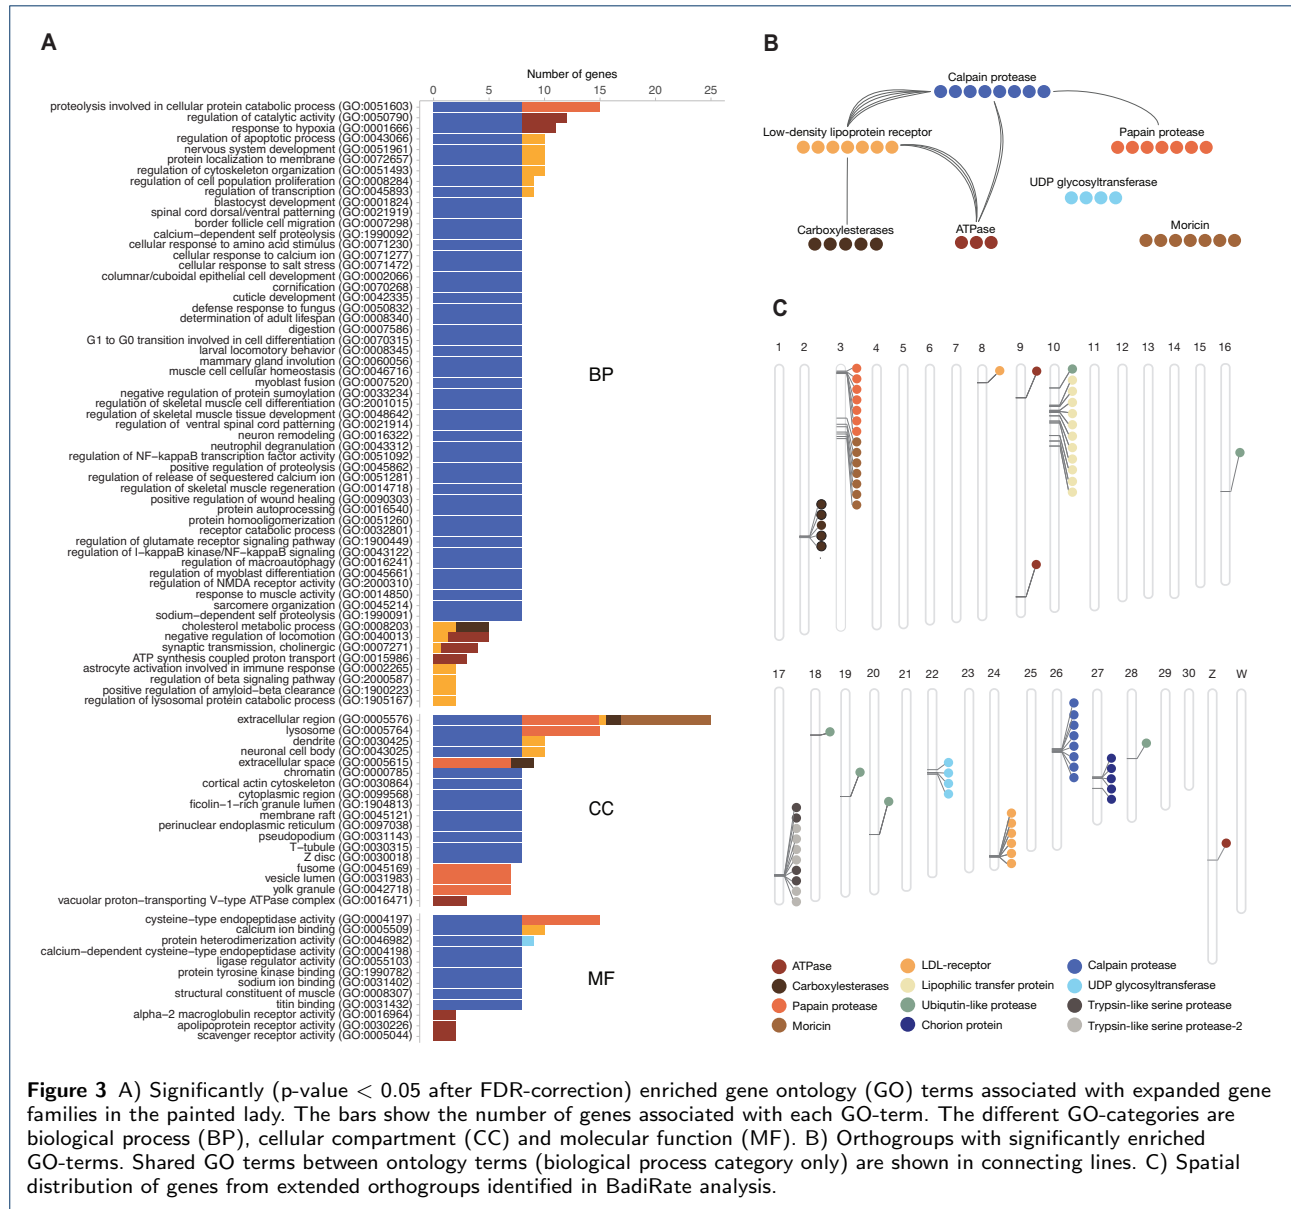 A
Number of genes
0 5 10 15 20 25
proteolysis involved in cellular protein catabolic process (GO:0051603)
regulation of catalytic activity (GO:0050790)
response to hypoxia (GO:0001666)
regulation of apoptotic process (GO:0043066)
nervous system development (GO:0051961)
protein localization to membrane (GO:0072657)
regulation of cytoskeleton organization (GO:0051493)
regulation of cell population proliferation (GO:0008284)
regulation of transcription (GO:0045893)
blastocyst development (GO:0001824)
spinal cord dorsal/ventral patterning (GO:0021919)
border follicle cell migration (GO:0007298)
calcium−dependent self proteolysis (GO:1990092)
cellular response to amino acid stimulus (GO:0071230)
cellular response to calcium ion (GO:0071277)
cellular response to salt stress (GO:0071472)
columnar/cuboidal epithelial cell development (GO:0002066)
cornification (GO:0070268)
cuticle development (GO:0042335)
defense response to fungus (GO:0050832)
determination of adult lifespan (GO:0008340)
digestion (GO:0007586)
G1 to G0 transition involved in cell differentiation (GO:0070315)
larval locomotory behavior (GO:0008345)
mammary gland involution (GO:0060056)
muscle cell cellular homeostasis (GO:0046716)
myoblast fusion (GO:0007520)
negative regulation of protein sumoylation (GO:0033234)
regulation of skeletal muscle cell differentiation (GO:2001015)
regulation of skeletal muscle tissue development (GO:0048642)
regulation of ventral spinal cord patterning (GO:0021914)
neuron remodeling (GO:0016322)
neutrophil degranulation (GO:0043312)
regulation of NF−kappaB transcription factor activity (GO:0051092)
positive regulation of proteolysis (GO:0045862)
regulation of release of sequestered calcium ion (GO:0051281)
regulation of skeletal muscle regeneration (GO:0014718)
positive regulation of wound healing (GO:0090303)
protein autoprocessing (GO:0016540)
protein homooligomerization (GO:0051260)
receptor catabolic process (GO:0032801)
regulation of glutamate receptor signaling pathway (GO:1900449)
regulation of I−kappaB kinase/NF−kappaB signaling (GO:0043122)
regulation of macroautophagy (GO:0016241)
regulation of myoblast differentiation (GO:0045661)
regulation of NMDA receptor activity (GO:2000310)
response to muscle activity (GO:0014850)
sarcomere organization (GO:0045214)
sodium−dependent self proteolysis (GO:1990091)
cholesterol metabolic process (GO:0008203)
negative regulation of locomotion (GO:0040013)
synaptic transmission, cholinergic (GO:0007271)
ATP synthesis coupled proton transport (GO:0015986)
astrocyte activation involved in immune response (GO:0002265)
regulation of beta signaling pathway (GO:2000587)
positive regulation of amyloid−beta clearance (GO:1900223)
regulation of lysosomal protein catabolic process (GO:1905167)
BP
extracellular region (GO:0005576)
lysosome (GO:0005764)
dendrite (GO:0030425)
neuronal cell body (GO:0043025)
extracellular space (GO:0005615)
chromatin (GO:0000785)
cortical actin cytoskeleton (GO:0030864)
cytoplasmic region (GO:0099568)
ficolin−1−rich granule lumen (GO:1904813)
membrane raft (GO:0045121)
perinuclear endoplasmic reticulum (GO:0097038)
pseudopodium (GO:0031143)
T−tubule (GO:0030315)
Z disc (GO:0030018)
fusome (GO:0045169)
vesicle lumen (GO:0031983)
yolk granule (GO:0042718)
vacuolar proton−transporting V−type ATPase complex (GO:0016471)
CC
cysteine−type endopeptidase activity (GO:0004197)
calcium ion binding (GO:0005509)
protein heterodimerization activity (GO:0046982)
calcium−dependent cysteine−type endopeptidase activity (GO:0004198)
ligase regulator activity (GO:0055103)
protein tyrosine kinase binding (GO:1990782)
sodium ion binding (GO:0031402)
structural constituent of muscle (GO:0008307)
titin binding (GO:0031432)
alpha−2 macroglobulin receptor activity (GO:0016964)
apolipoprotein receptor activity (GO:0030226)
scavenger receptor activity (GO:0005044)
MF
B
Calpain protease
Low-density lipoprotein receptor
Papain protease
UDP glycosyltransferase
Carboxylesterases
ATPase
Moricin
C
1 2 3 4 5 6 7 8 9 10 11 12 13 14 15 16
17 18 19 20 21 22 23 24 25 26 27 28 29 30 Z W
ATPase
Carboxylesterases
Papain protease
Moricin
LDL-receptor
Lipophilic transfer protein
Ubiqutin-like protease
Chorion protein
Calpain protease
UDP glycosyltransferase
Trypsin-like serine protease
Trypsin-like serine protease-2
Figure 3 A) Significantly (p-value < 0.05 after FDR-correction) enriched gene ontology (GO) terms associated with expanded gene
families in the painted lady. The bars show the number of genes associated with each GO-term. The different GO-categories are
biological process (BP), cellular compartment (CC) and molecular function (MF). B) Orthogroups with significantly enriched
GO-terms. Shared GO terms between ontology terms (biological process category only) are shown in connecting lines. C) Spatial
distribution of genes from extended orthogroups identified in BadiRate analysis.